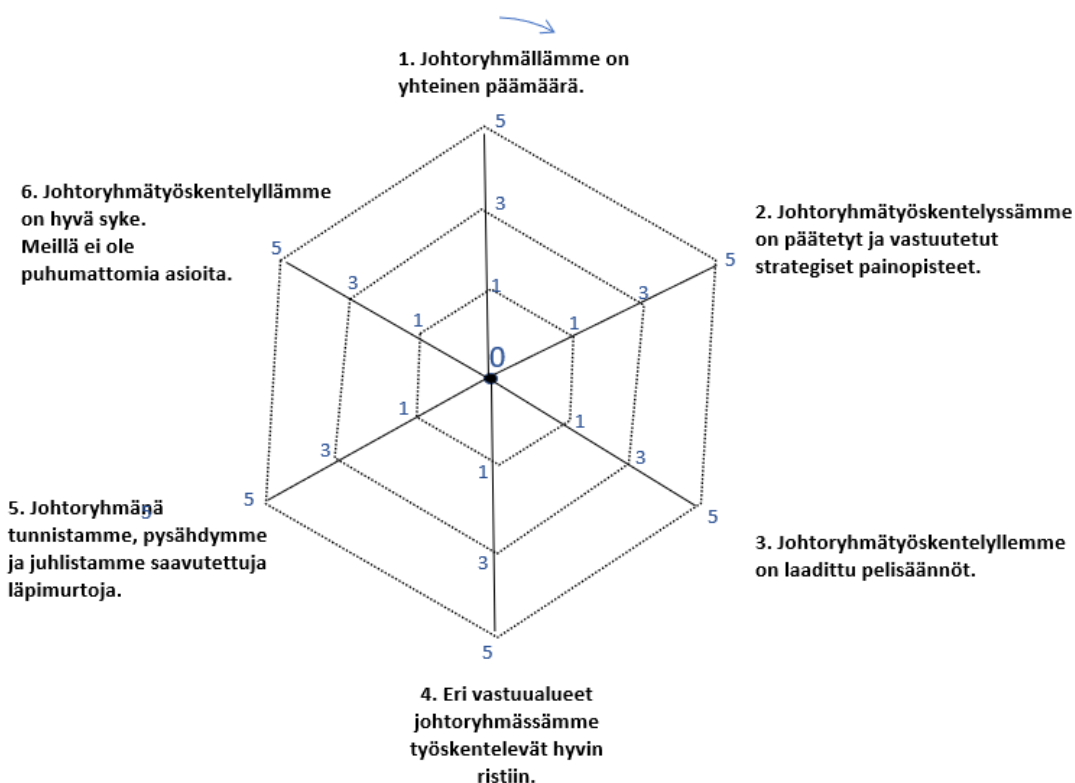 1. Johtoryhmällämme on
yhteinen päämäärä.
5
6. Johtoryhmätyöskentelyllämme
on hyvä syke.
Meillä ei ole
puhumattomia asioita.
2. Johtoryhmätyöskentelyssämme
on päätetyt ja vastuutetut
strategiset painopisteet.
3
5
5
3
3
1
1
1
0
1
1
1
3
3
5
5
5. Johtoryhmänä
5
tunnistamme, pysähdymme
ja juhlistamme saavutettuja
läpimurtoja.
3. Johtoryhmätyöskentelyllemme
on laadittu pelisäännöt.
3
5
4. Eri vastuualueet
johtoryhmässämme
työskentelevät hyvin
ristiin.